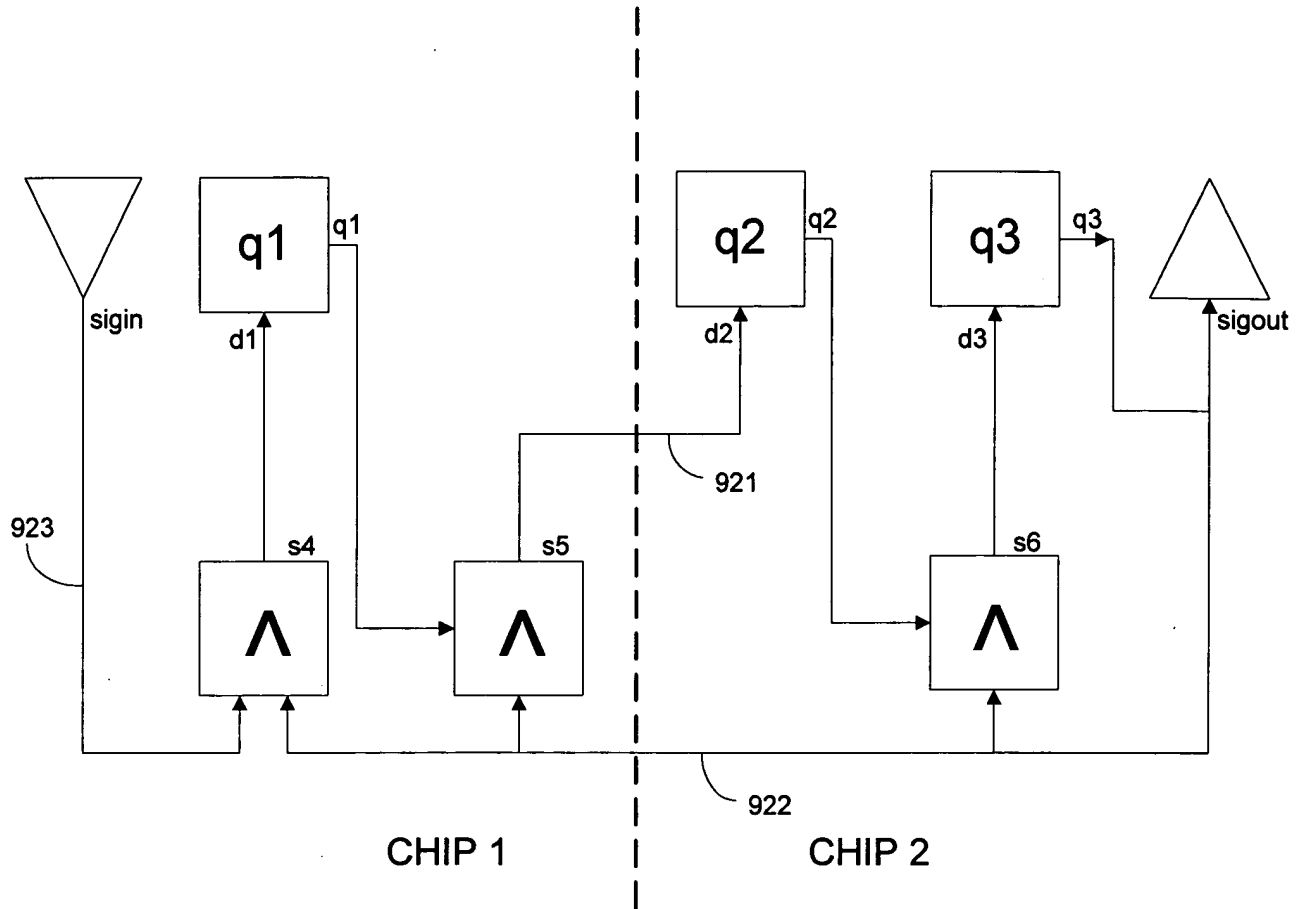 q1
q1
q2
q2
q3
q3
sigin
d1
d2
d3
sigout
921
923
s4
s5
s6
Λ
Λ
Λ
922
CHIP 1
CHIP 2